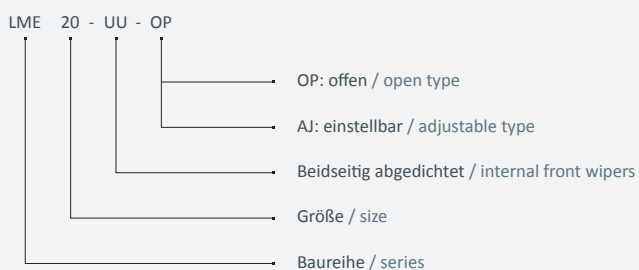 LME 20 - UU - OP
OP: offen / open type
AJ: einstellbar / adjustable type
Beidseitig abgedichtet / internal front wipers
Größe / size
Baureihe / series